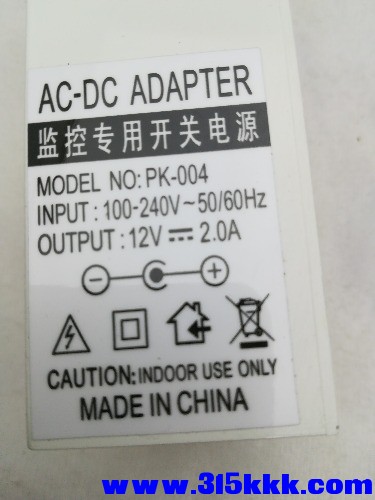 AC-DC ADAPTER
监控专用开关电源
MODEL NO: PK-004
INPUT : 100-240V~50/60Hz
OUTPUT : 12V⎓2.0A
CAUTION: INDOOR USE ONLY
MADE IN CHINA
www.315kkk.com